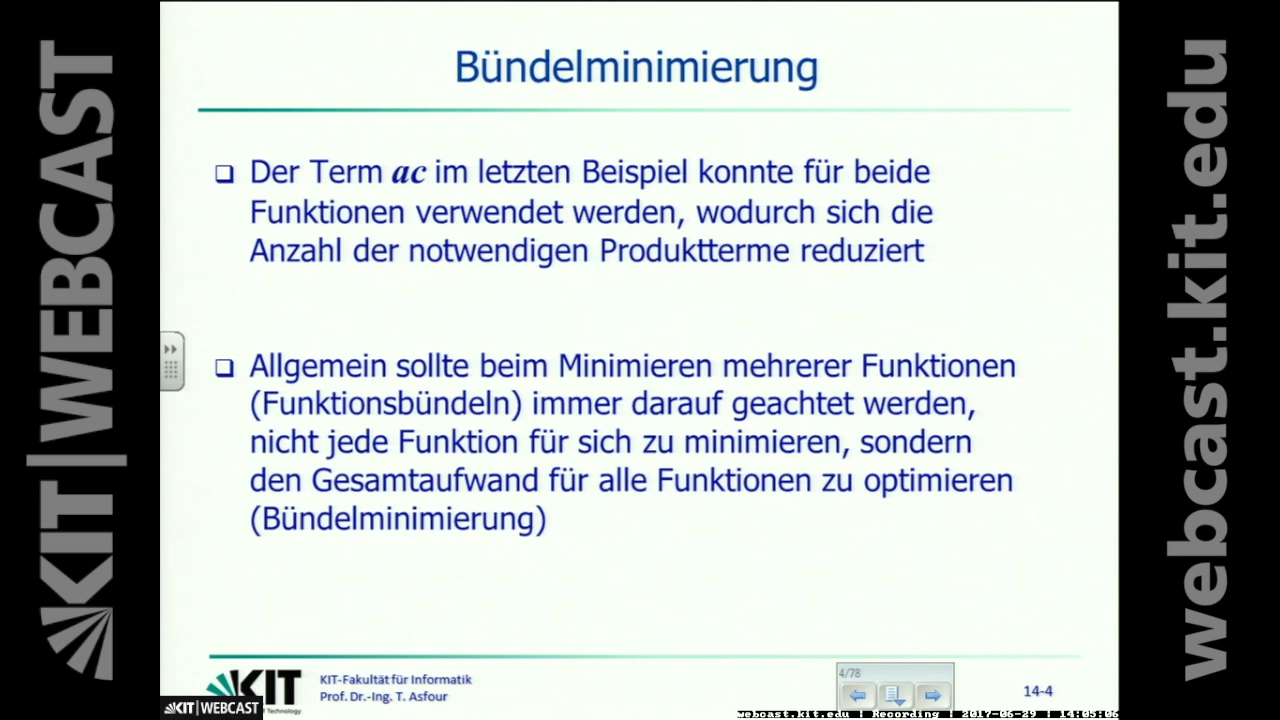 Bündelminimierung
Der Term ac im letzten Beispiel konnte für beide
Funktionen verwendet werden, wodurch sich die
Anzahl der notwendigen Produktterme reduziert
Allgemein sollte beim Minimieren mehrerer Funktionen
(Funktionsbündeln) immer darauf geachtet werden,
nicht jede Funktion für sich zu minimieren, sondern
den Gesamtaufwand für alle Funktionen zu optimieren
(Bündelminimierung)
KIT
Technology
KIT-Fakultät für Informatik
Prof. Dr.-Ing. T. Asfour
4/78
14-4
KIT | WEBCAST
webcast.kit.edu | Recording | 2017-06-29 | 14:05:06
KIT | WEBCAST
webcast.kit.edu